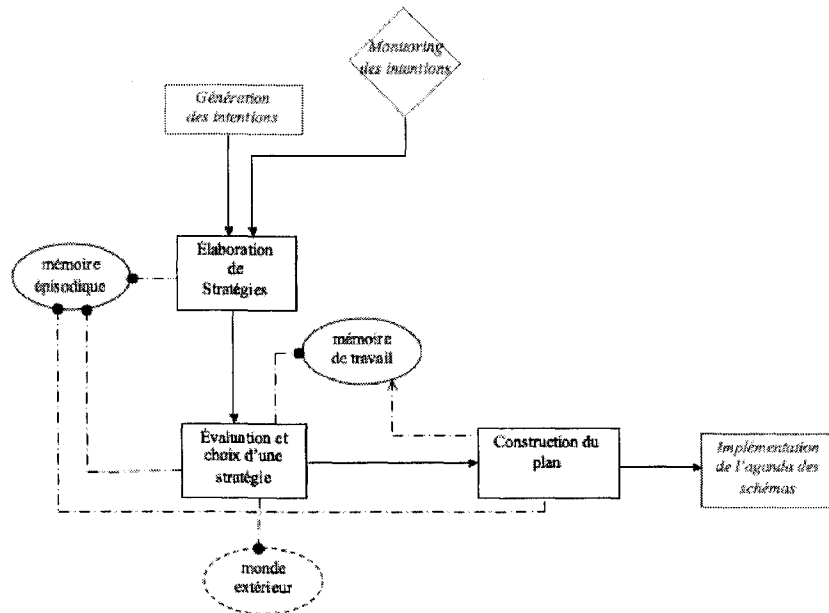 Monitoring
des intentions
Génération
des intentions
Élaboration
de
Stratégies
mémoire
épisodique
mémoire
de travail
Évaluation et
choix d'une
stratégie
Construction du
plan
Implémentation
de l'agenda des
schémas
monde
extérieur